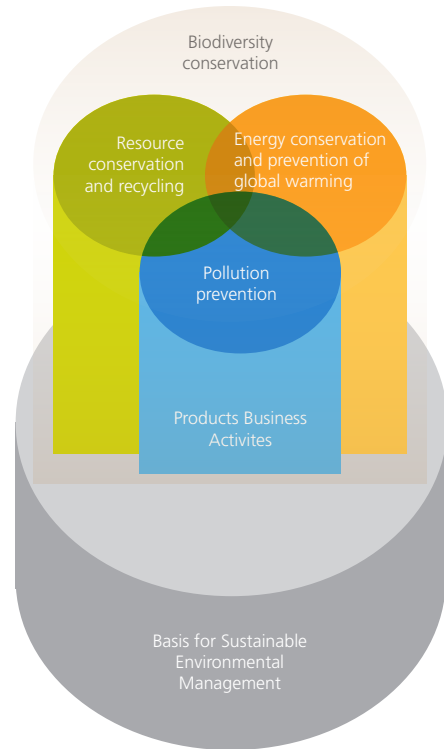 Biodiversity
conservation
Resource
conservation
and recycling
Energy conservation
and prevention of
global warming
Pollution
prevention
Products Business
Activites
Basis for Sustainable
Environmental
Management